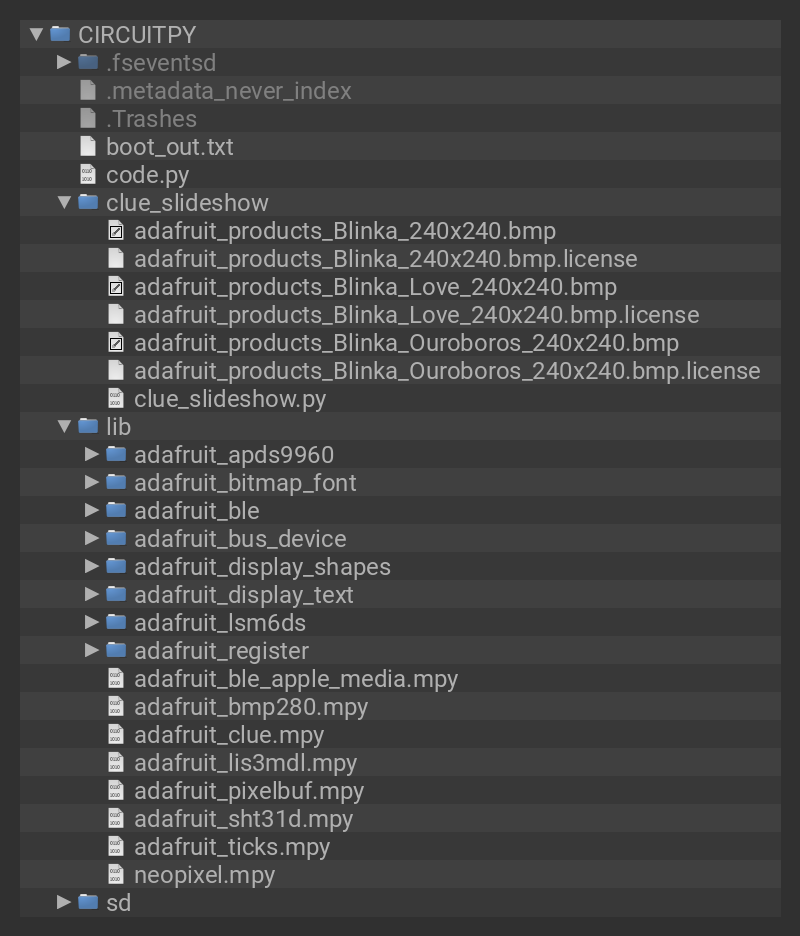 CIRCUITPY
.fseventsd
.metadata_never_index
.Trashes
boot_out.txt
code.py
clue_slideshow
adafruit_products_Blinka_240x240.bmp
adafruit_products_Blinka_240x240.bmp.license
adafruit_products_Blinka_Love_240x240.bmp
adafruit_products_Blinka_Love_240x240.bmp.license
adafruit_products_Blinka_Ouroboros_240x240.bmp
adafruit_products_Blinka_Ouroboros_240x240.bmp.license
clue_slideshow.py
lib
adafruit_apds9960
adafruit_bitmap_font
adafruit_ble
adafruit_bus_device
adafruit_display_shapes
adafruit_display_text
adafruit_lsm6ds
adafruit_register
adafruit_ble_apple_media.mpy
adafruit_bmp280.mpy
adafruit_clue.mpy
adafruit_lis3mdl.mpy
adafruit_pixelbuf.mpy
adafruit_sht31d.mpy
adafruit_ticks.mpy
neopixel.mpy
sd